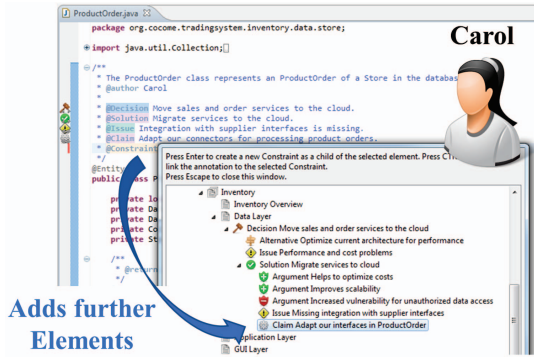 ProductOrder.java
package org.cocome.tradingsystem.inventory.data.store;
Carol
import java.util.Collection;
/**
* The ProductOrder class represents an ProductOrder of a Store in the databas
* @author Carol
*
* @Decision Move sales and order services to the cloud.
* @Solution Migrate services to the cloud.
* @Issue Integration with supplier interfaces is missing.
* @Claim Adapt our connectors for processing product orders.
* @Constraint
*/
@Entity
public class P
private lo
private Da
private Da
private Co
private St
/**
* @return
*/
Press Enter to create a new Constraint as a child of the selected element. Press
link the annotation to the selected Constraint.
Press Escape to close this window.
Inventory
Inventory Overview
Data Layer
Decision Move sales and order services to the cloud
Alternative Optimize current architecture for performance
Issue Performance and cost problems
Solution Migrate services to cloud
Argument Helps to optimize costs
Argument Improves scalability
Argument Increased vulnerability for unauthorized data access
Issue Missing integration with supplier interfaces
Claim Adapt our interfaces in ProductOrder
Application Layer
GUI Layer
Adds further
Elements